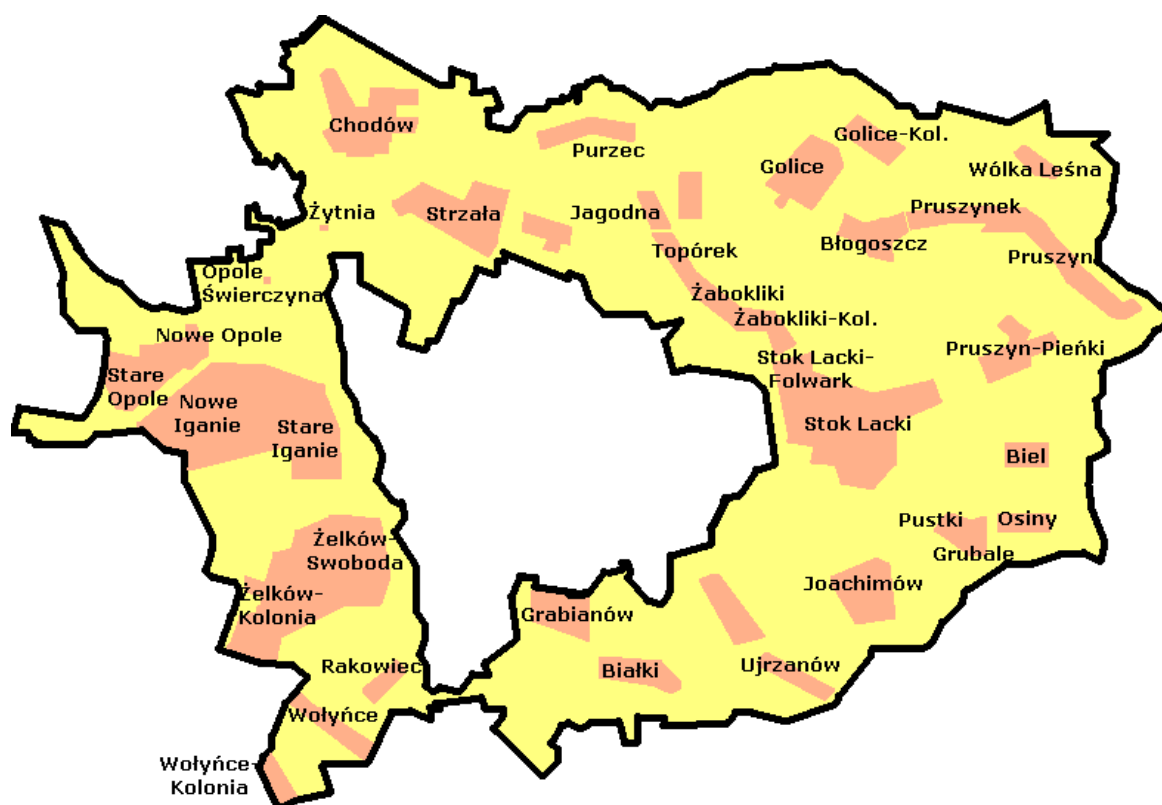 Chodów
Purzec
Golice-Kol.
Golice
Wólka Leśna
Żytnia
Strzała
Jagodna
Pruszynek
Topórek
Błogoszcz
Pruszyn
Opole
Świerczyna
Żabokliki
Żabokliki-Kol.
Nowe Opole
Pruszyn-Pieńki
Stok Lacki-
Folwark
Stare
Opole
Nowe
Iganie
Stare
Iganie
Stok Lacki
Biel
Pustki
Osiny
Grubale
Żelków-
Swoboda
Joachimów
Żelków-
Kolonia
Grabianów
Rakowiec
Białki
Ujrzanów
Wołyńce
Wołyńce-
Kolonia